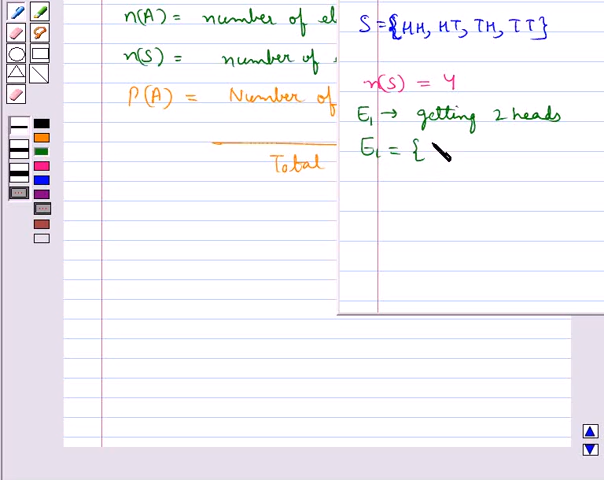 n(A) = number of el
n(S) = number of
P(A) = Number of
Total
S = {HH, HT, TH, TT}
n(S) = 4
E₁ → getting 2 heads
E₁ = {